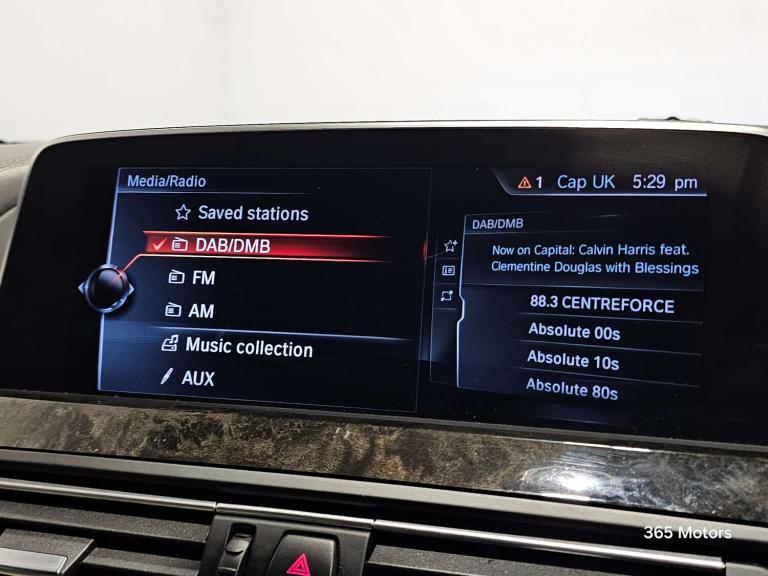 Media/Radio
1 Cap UK 5:29 pm
Saved stations
DAB/DMB
FM
AM
Music collection
AUX
DAB/DMB
Now on Capital: Calvin Harris feat.
Clementine Douglas with Blessings
88.3 CENTREFORCE
Absolute 00s
Absolute 10s
Absolute 80s
365 Motors